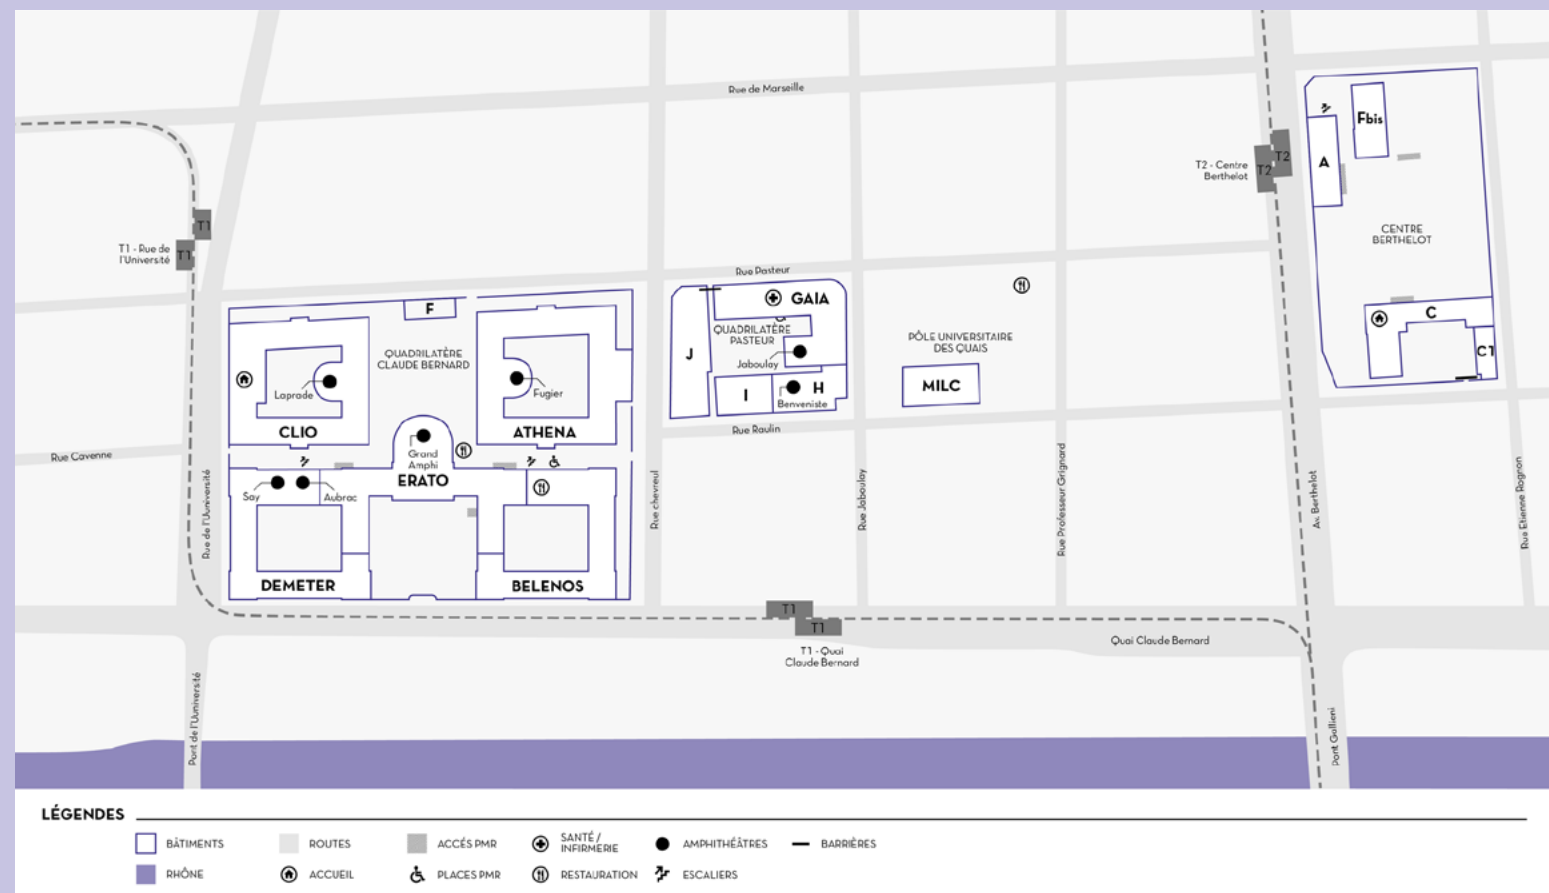 Rue de Marseille
Fbis
A
T2
T2
T2 - Centre
Berthelot
T1
T1
T1 - Rue de
l'Université
CENTRE
BERTHELOT
Rue Pasteur
F
GAIA
QUADRILATÈRE
PASTEUR
J
Jaboulay
I
H
Benveniste
PÔLE UNIVERSITAIRE
DES QUAIS
MILC
C
C1
QUADRILATÈRE
CLAUDE BERNARD
Laprade
Fugier
CLIO
ATHENA
Rue Raulin
Rue Cavenne
Grand
Amphi
ERATO
Say
Aubrac
DEMETER
BELENOS
Rue de l'Uuniversité
Rue chevreul
Rue Jaboulay
Rue Professeur Grignard
Av. Berthelot
Rue Etienne Rognon
T1
T1
T1 - Quai
Claude Bernard
Quai Claude Bernard
Pont de l'Uuniversité
Pont Gallieni
LÉGENDES
BÂTIMENTS
ROUTES
ACCÉS PMR
SANTÉ /
INFIRMERIE
AMPHITHÉÂTRES
BARRIÈRES
RHÔNE
ACCUEIL
PLACES PMR
RESTAURATION
ESCALIERS